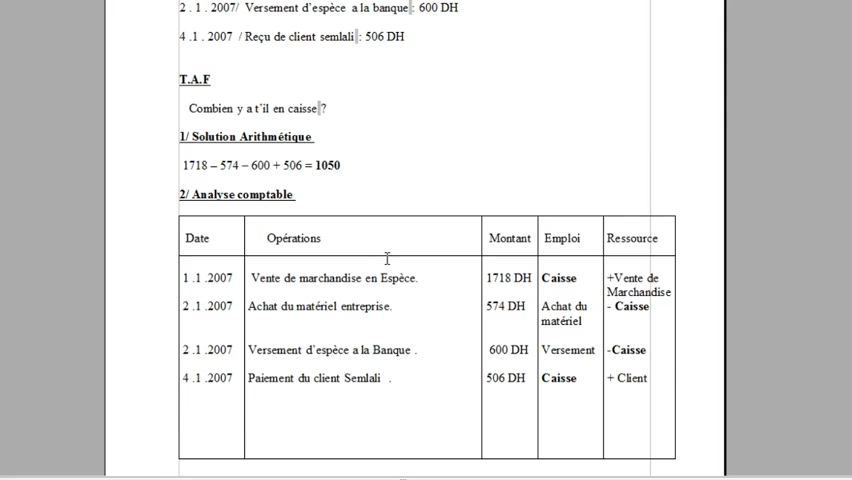 2 . 1 . 2007/ Versement d’espèce a la banque : 600 DH
4 .1 . 2007 / Reçu de client semlali : 506 DH
T.A.F
Combien y a t’il en caisse ?
1/ Solution Arithmétique
1718 – 574 – 600 + 506 = 1050
2/ Analyse comptable
Date Opérations Montant Emploi Ressource
1 .1 .2007 Vente de marchandise en Espèce. 1718 DH Caisse +Vente de
Marchandise
2 .1 .2007 Achat du matériel entreprise. 574 DH Achat du - Caisse
matériel
2 .1 .2007 Versement d’espèce a la Banque . 600 DH Versement -Caisse
4 .1 .2007 Paiement du client Semlali . 506 DH Caisse + Client